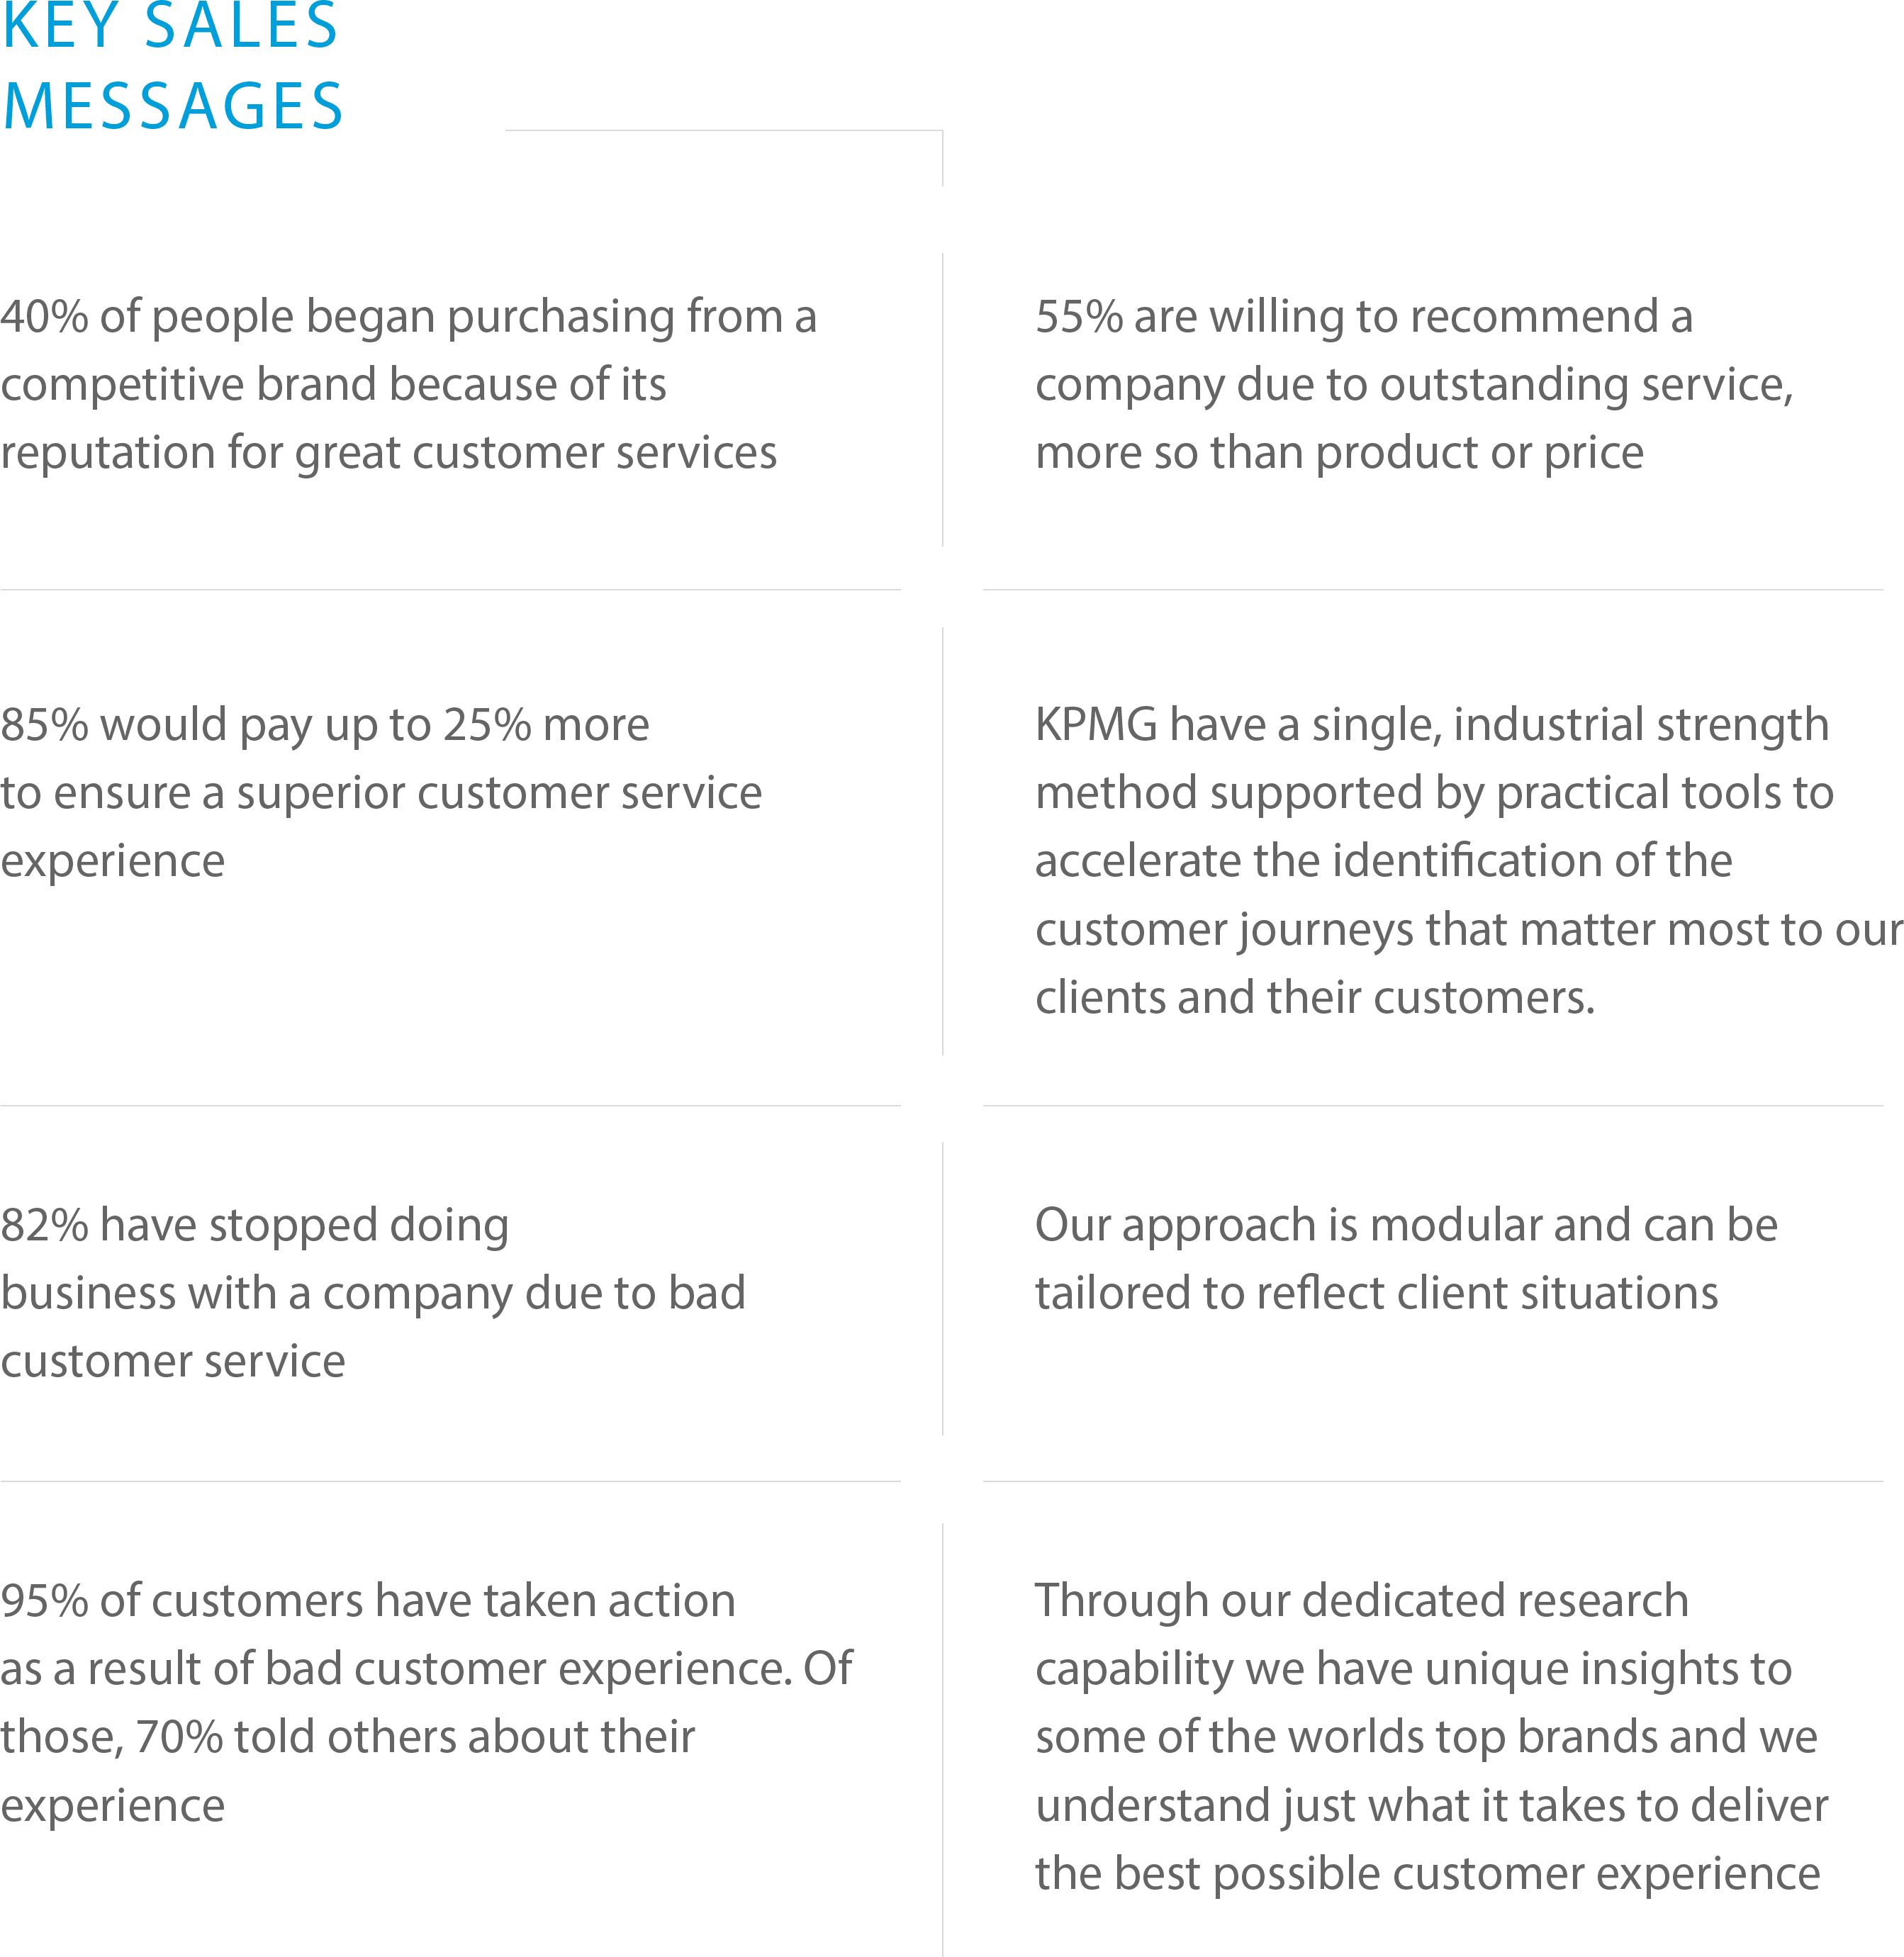 KEY SALES
MESSAGES
40% of people began purchasing from a
competitive brand because of its
reputation for great customer services
55% are willing to recommend a
company due to outstanding service,
more so than product or price
85% would pay up to 25% more
to ensure a superior customer service
experience
KPMG have a single, industrial strength
method supported by practical tools to
accelerate the identification of the
customer journeys that matter most to our
clients and their customers.
82% have stopped doing
business with a company due to bad
customer service
Our approach is modular and can be
tailored to reflect client situations
95% of customers have taken action
as a result of bad customer experience. Of
those, 70% told others about their
experience
Through our dedicated research
capability we have unique insights to
some of the worlds top brands and we
understand just what it takes to deliver
the best possible customer experience